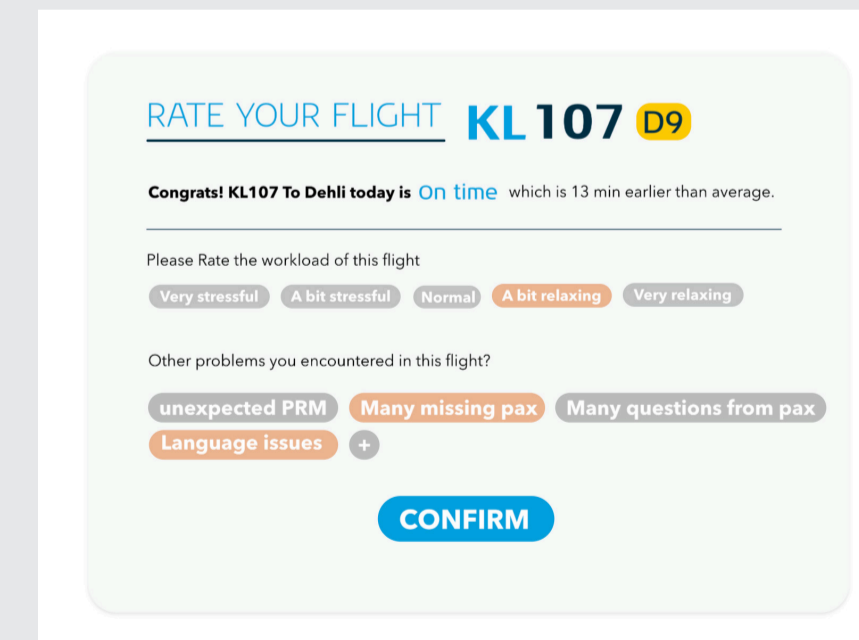 RATE YOUR FLIGHT KL 107 D9
Congrats! KL107 To Dehli today is On time which is 13 min earlier than average.
Please Rate the workload of this flight
Very stressful A bit stressful Normal A bit relaxing Very relaxing
Other problems you encountered in this flight?
unexpected PRM Many missing pax Many questions from pax
Language issues +
CONFIRM